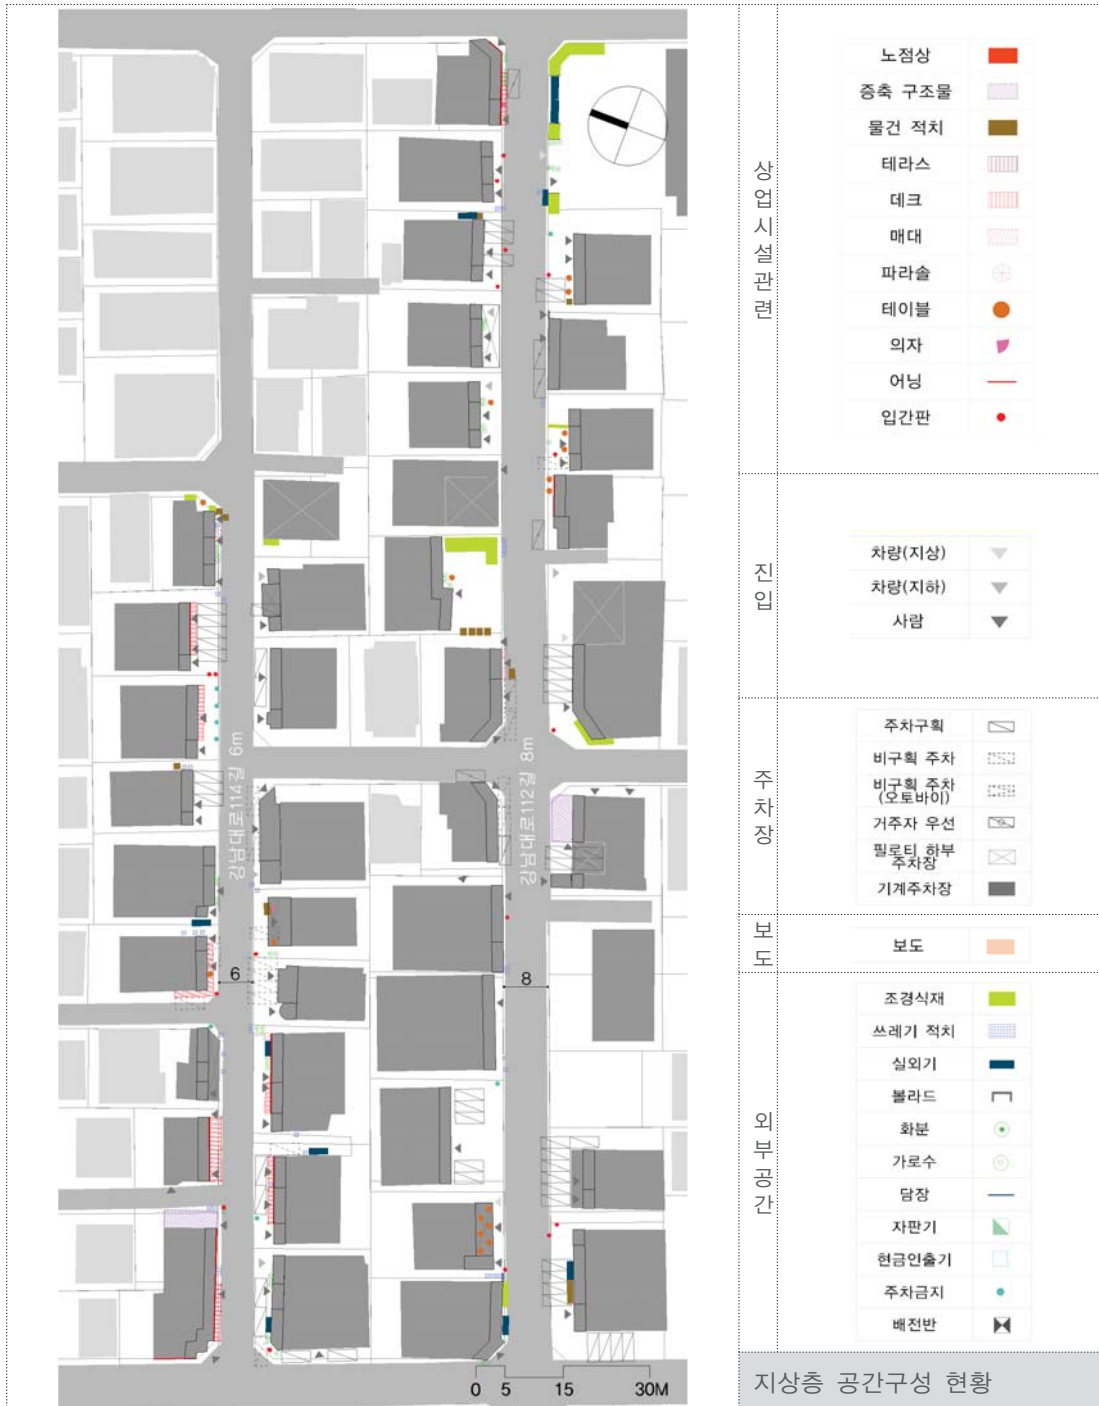 강남대로114길 6m
강남대로112길 8m
6
8
0 5 15 30M
상업시설관련
노점상
증축 구조물
물건 적치
테라스
데크
매대
파라솔
테이블
의자
어닝
입간판
진입
차량(지상)
차량(지하)
사람
주차장
주차구획
비구획 주차
비구획 주차
(오토바이)
거주자 우선
필로티 하부
주차장
기계주차장
보도
보도
외부공간
조경식재
쓰레기 적치
실외기
볼라드
화분
가로수
담장
자판기
현금인출기
주차금지
배전반
지상층 공간구성 현황